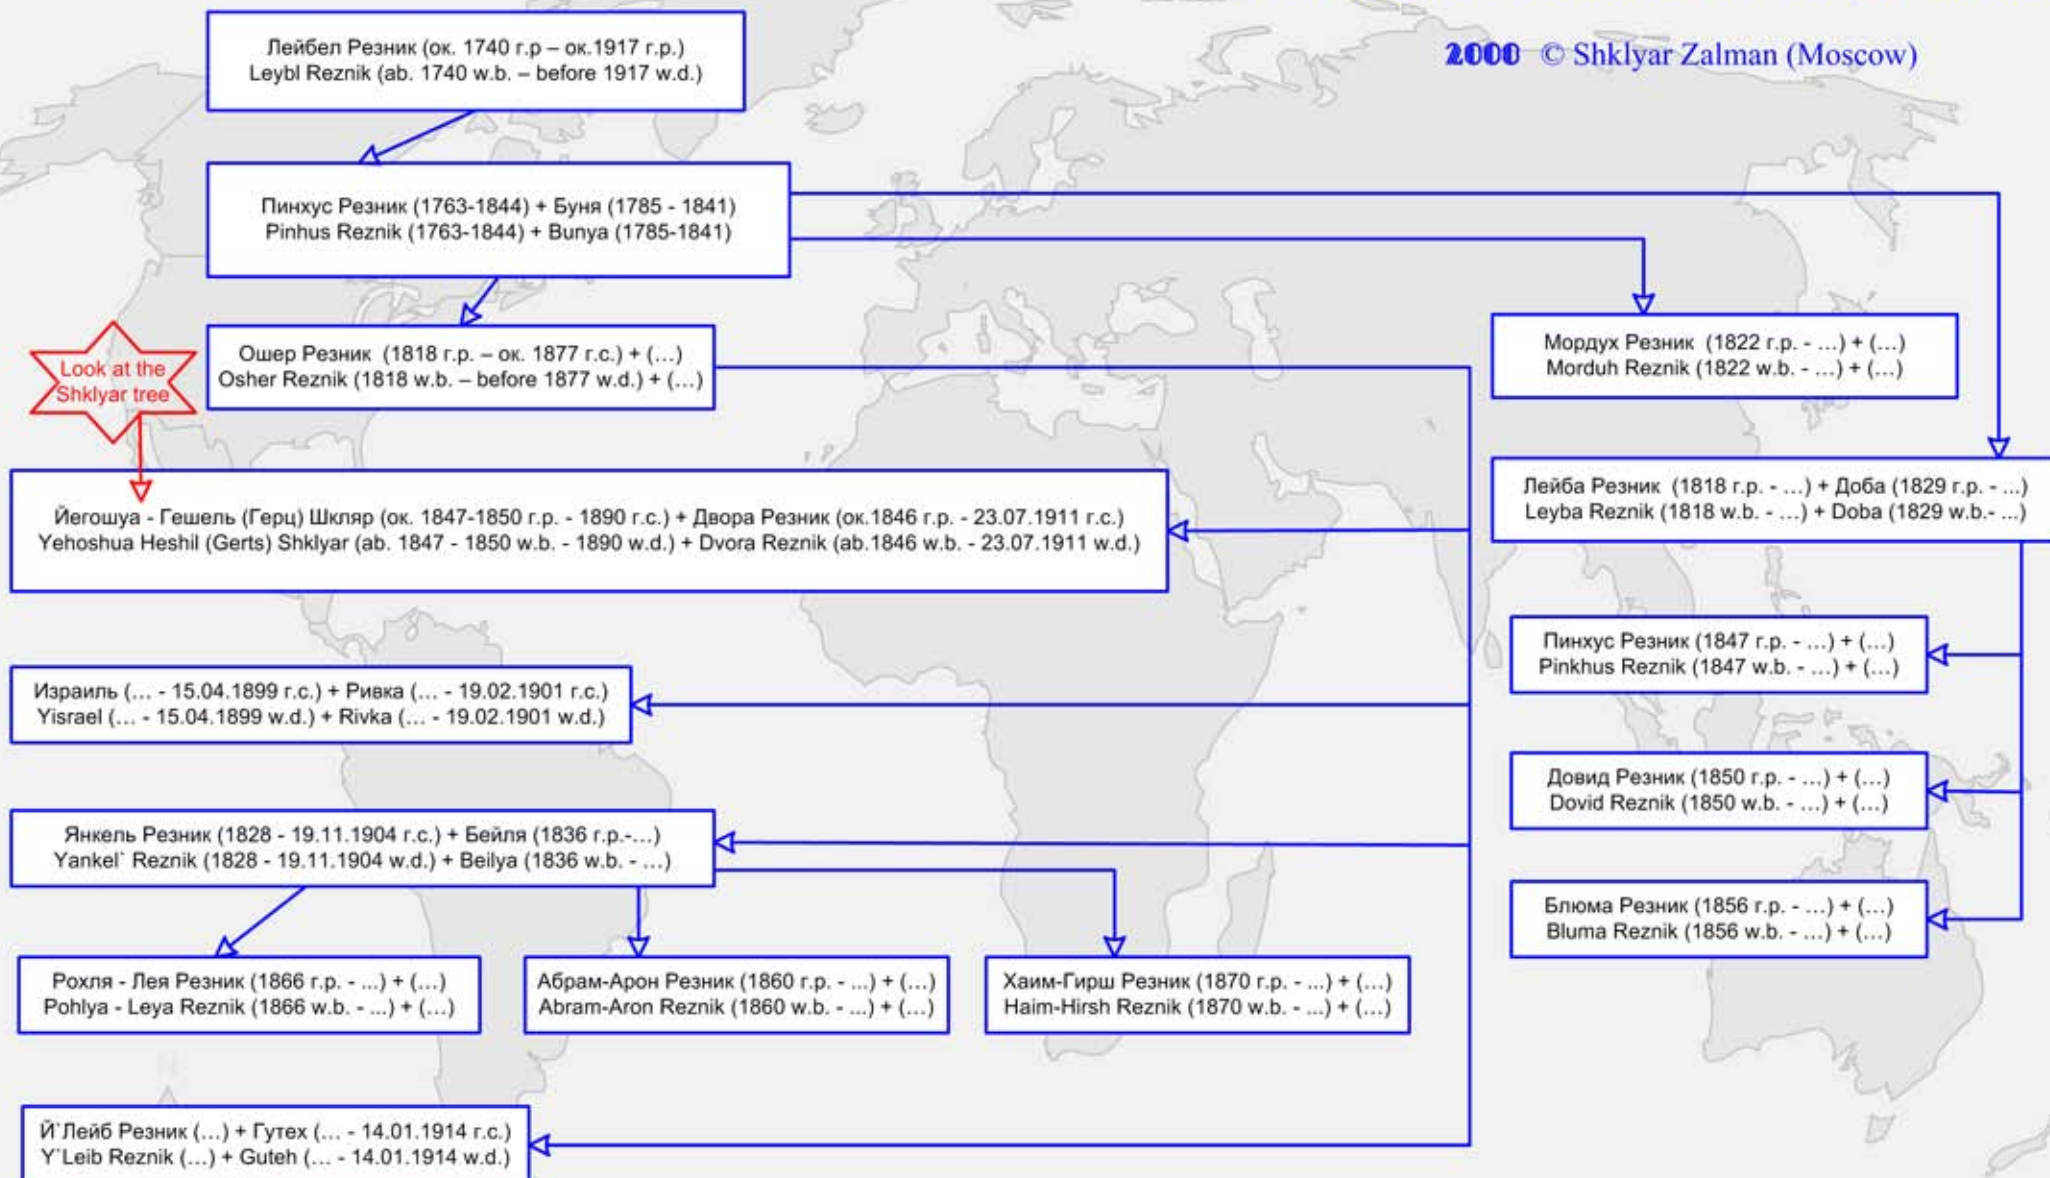 Лейбел Резник (ок. 1740 г.р – ок.1917 г.р.)
Leybl Reznik (ab. 1740 w.b. – before 1917 w.d.)
© Shklyar Zalman (Moscow)
Пинхус Резник (1763-1844) + Буня (1785 - 1841)
Pinhus Reznik (1763-1844) + Bunya (1785-1841)
Ошер Резник (1818 г.р. – ок. 1877 г.с.) + (…)
Osher Reznik (1818 w.b. – before 1877 w.d.) + (…)
Мордух Резник (1822 г.р. - …) + (…)
Morduh Reznik (1822 w.b. - …) + (…)
Look at the
Shklyar tree
Йегошуа - Гешель (Герц) Шкляр (ок. 1847-1850 г.р. - 1890 г.с.) + Двора Резник (ок.1846 г.р. - 23.07.1911 г.с.)
Yehoshua Heshil (Gerts) Shklyar (ab. 1847 - 1850 w.b. - 1890 w.d.) + Dvora Reznik (ab.1846 w.b. - 23.07.1911 w.d.)
Лейба Резник (1818 г.р. - …) + Доба (1829 г.р. - ...)
Leyba Reznik (1818 w.b. - …) + Doba (1829 w.b.- ...)
Пинхус Резник (1847 г.р. - …) + (…)
Pinkhus Reznik (1847 w.b. - …) + (…)
Израиль (… - 15.04.1899 г.с.) + Ривка (… - 19.02.1901 г.с.)
Yisrael (… - 15.04.1899 w.d.) + Rivka (… - 19.02.1901 w.d.)
Довид Резник (1850 г.р. - …) + (…)
Dovid Reznik (1850 w.b. - …) + (…)
Янкель Резник (1828 - 19.11.1904 г.с.) + Бейля (1836 г.р.-…)
Yankel` Reznik (1828 - 19.11.1904 w.d.) + Beilya (1836 w.b. - …)
Блюма Резник (1856 г.р. - …) + (…)
Bluma Reznik (1856 w.b. - …) + (…)
Рохля - Лея Резник (1866 г.р. - ...) + (…)
Pohlya - Leya Reznik (1866 w.b. - ...) + (…)
Абрам-Арон Резник (1860 г.р. - ...) + (…)
Abram-Aron Reznik (1860 w.b. - ...) + (…)
Хаим-Гирш Резник (1870 г.р. - ...) + (…)
Haim-Hirsh Reznik (1870 w.b. - ...) + (…)
Й`Лейб Резник (…) + Гутех (… - 14.01.1914 г.с.)
Y`Leib Reznik (…) + Guteh (… - 14.01.1914 w.d.)